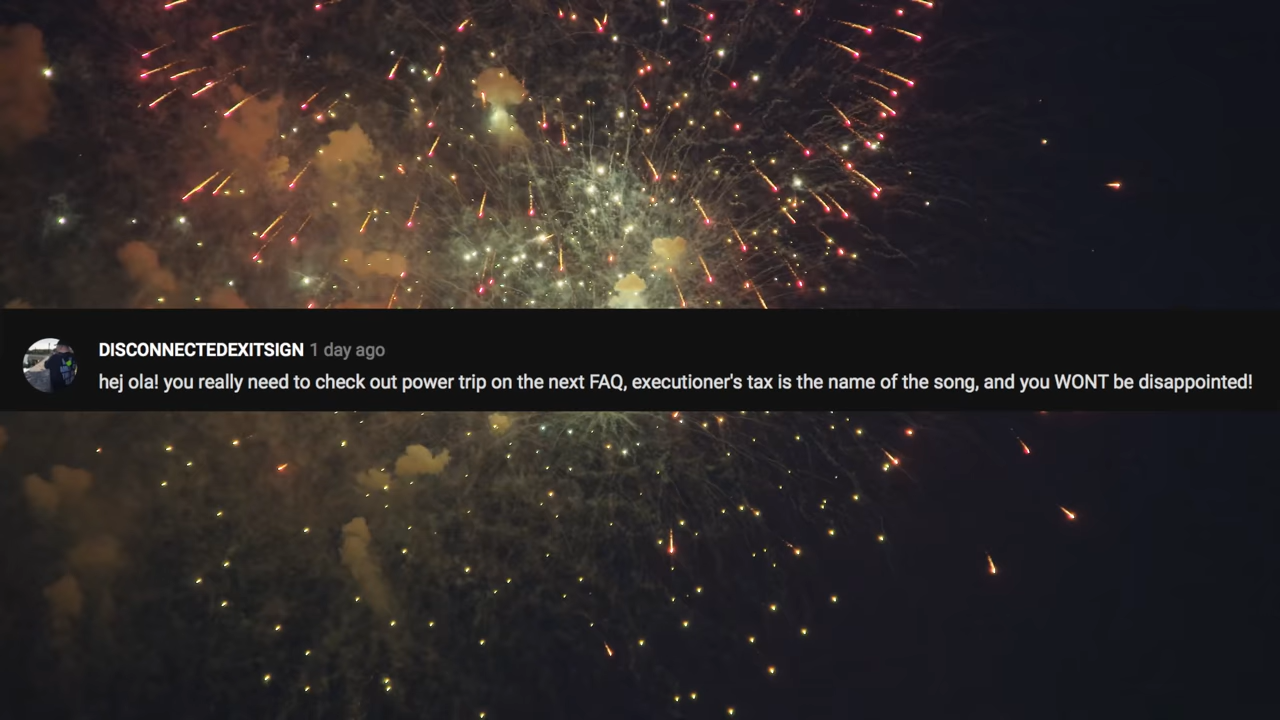 DISCONNECTEDEXITSIGN 1 day ago
hej ola! you really need to check out power trip on the next FAQ, executioner's tax is the name of the song, and you WONT be disappointed!